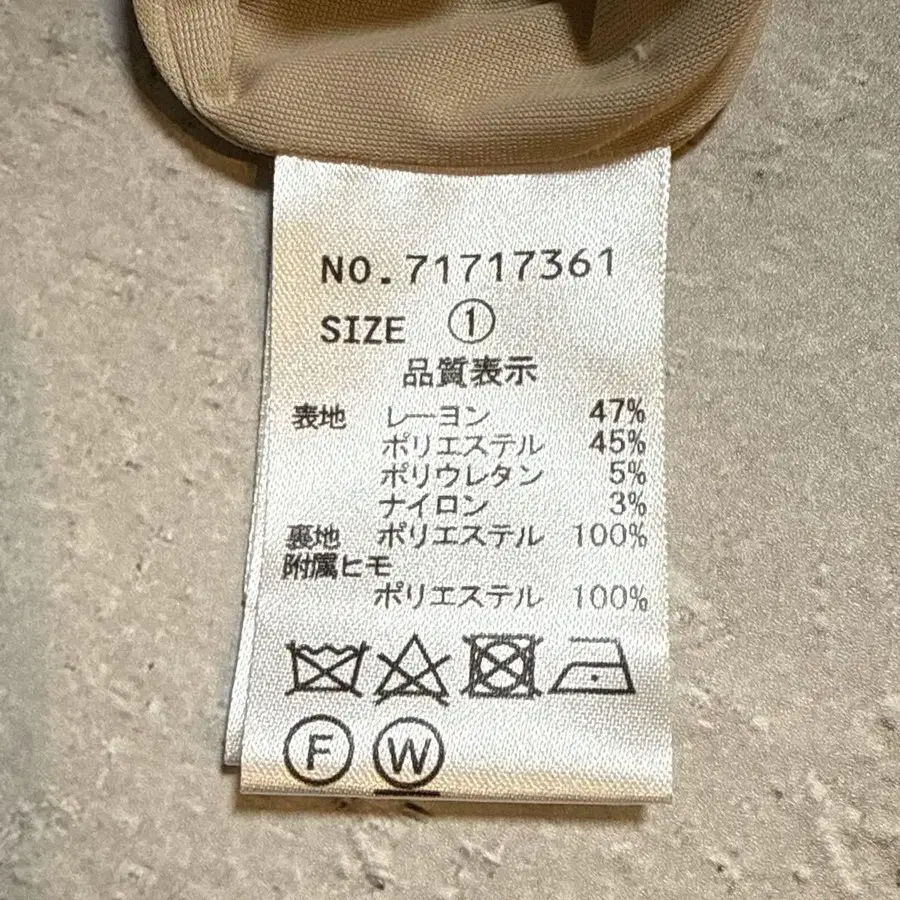 NO.71717361
SIZE ①
品質表示
表地 レーヨン 47%
ポリエステル 45%
ポリウレタン 5%
ナイロン 3%
裏地 ポリエステル 100%
附属ヒモ
ポリエステル 100%
Ⓕ Ⓦ